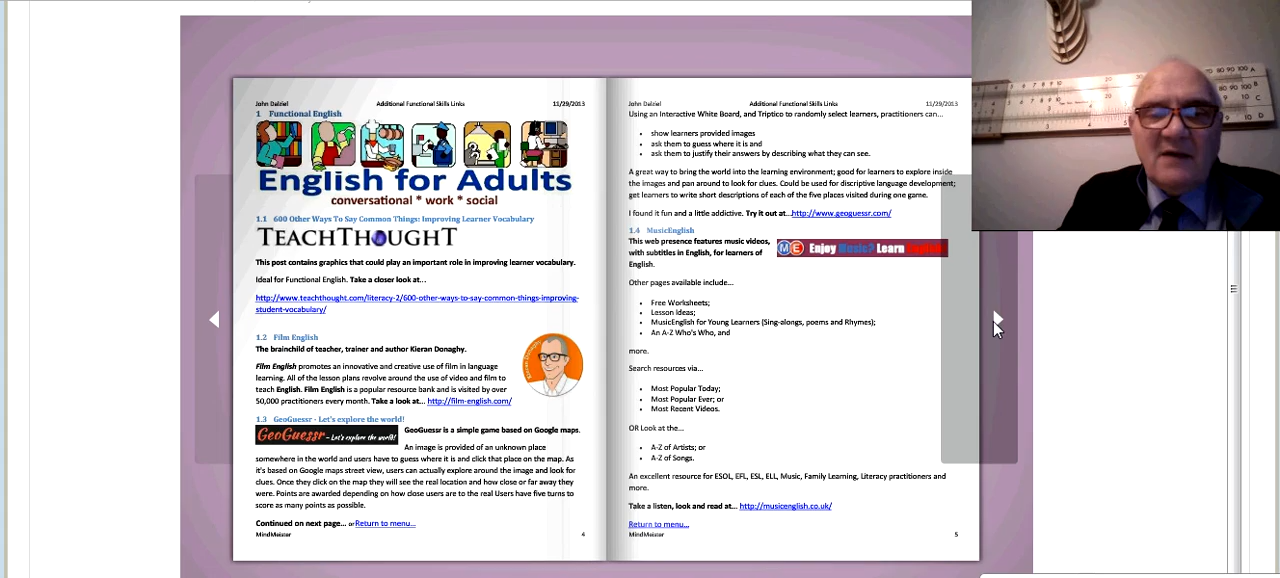 John Dalziel Additional Functional Skills Links 11/29/2013
1 Functional English
English for Adults
conversational * work * social
1.1 600 Other Ways To Say Common Things: Improving Learner Vocabulary
TEACHTHOUGHT
This post contains graphics that could play an important role in improving learner vocabulary.
Ideal for Functional English. Take a closer look at...
http://www.teachthought.com/literacy-2/600-other-ways-to-say-common-things-improving-
student-vocabulary/
1.2 Film English
The brainchild of teacher, trainer and author Kieran Donaghy.
Film English promotes an innovative and creative use of film in language
learning. All of the lesson plans revolve around the use of video and film to
teach English. Film English is a popular resource bank and is visited by over
50,000 practitioners every month. Take a look at... http://film-english.com/
1.3 GeoGuessr - Let's explore the world!
GeoGuessr - Let's explore the world!
GeoGuessr is a simple game based on Google maps.
An image is provided of an unknown place
somewhere in the world and users have to guess where it is and click that place on the map. As
it's based on Google maps street view, users can actually explore around the image and look for
clues. Once they click on the map they will see the real location and how close or far away they
were. Points are awarded depending on how close users are to the real Users have five turns to
score as many points as possible.
Continued on next page... or Return to menu...
MindMeister 4
John Dalziel Additional Functional Skills Links 11/29/2013
Using an Interactive White Board, and Triptico to randomly select learners, practitioners can...
• show learners provided images
• ask them to guess where it is and
• ask them to justify their answers by describing what they can see.
A great way to bring the world into the learning environment; good for learners to explore inside
the images and pan around to look for clues. Could be used for discriptive language development;
get learners to write short descriptions of each of the five places visited during one game.
I found it fun and a little addictive. Try it out at...http://www.geoguessr.com/
1.4 MusicEnglish
This web presence features music videos,
with subtitles in English, for learners of
English.
ME Enjoy Music? Learn English
Other pages available include...
• Free Worksheets;
• Lesson Ideas;
• MusicEnglish for Young Learners (Sing-alongs, poems and Rhymes);
• An A-Z Who's Who, and
more.
Search resources via...
• Most Popular Today;
• Most Popular Ever; or
• Most Recent Videos.
OR Look at the...
• A-Z of Artists; or
• A-Z of Songs.
An excellent resource for ESOL, EFL, ESL, ELL, Music, Family Learning, Literacy practitioners and
more.
Take a listen, look and read at... http://musicenglish.co.uk/
Return to menu...
MindMeister 5